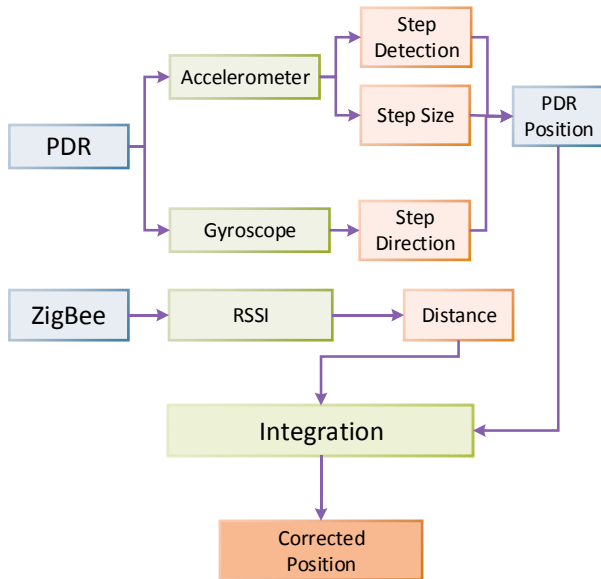 Step
Detection
Accelerometer
Step Size
PDR
Position
PDR
Gyroscope
Step
Direction
ZigBee
RSSI
Distance
Integration
Corrected
Position